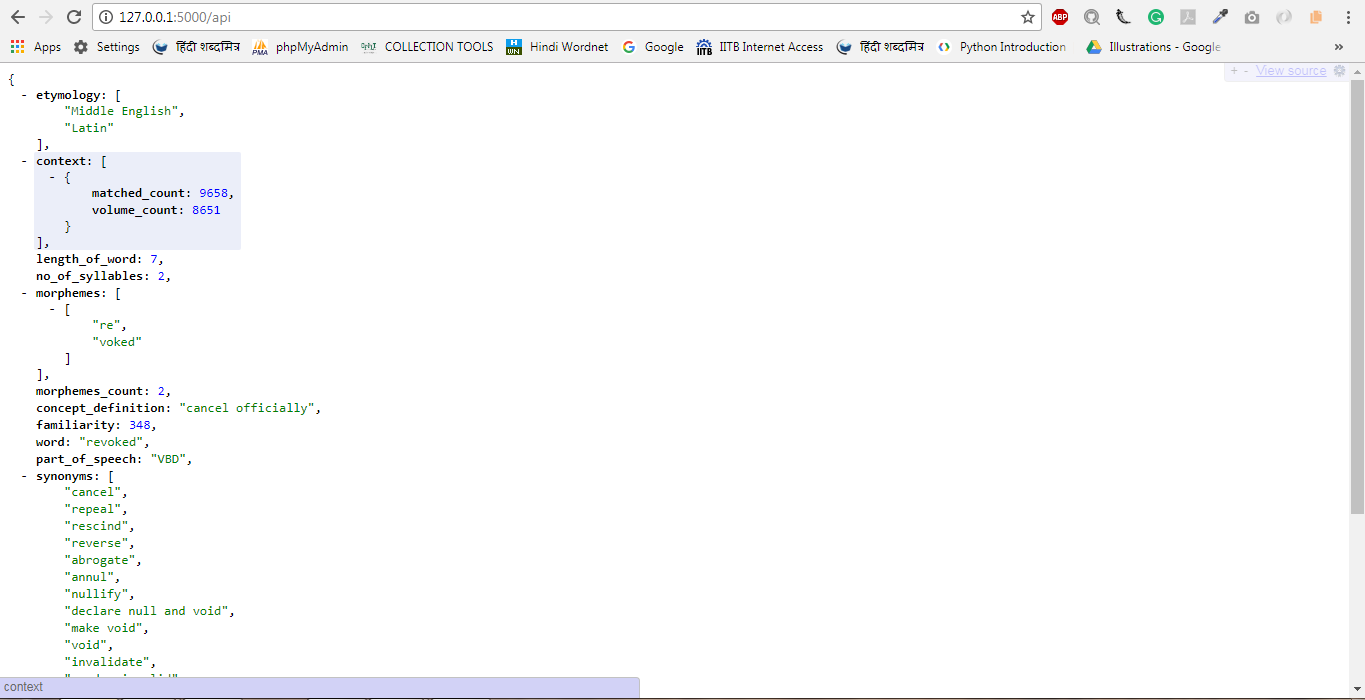 127.0.0.1:5000/api
ABP
Apps Settings हिंदी शब्दमित्र PMA phpMyAdmin COLLECTION TOOLS Hindi Wordnet Google IITB Internet Access हिंदी शब्दमित्र Python Introduction Illustrations - Google »
+ - View source
{
- etymology: [
"Middle English",
"Latin"
],
- context: [
- {
matched_count: 9658,
volume_count: 8651
}
],
length_of_word: 7,
no_of_syllables: 2,
- morphemes: [
- [
"re",
"voked"
]
],
morphemes_count: 2,
concept_definition: "cancel officially",
familiarity: 348,
word: "revoked",
part_of_speech: "VBD",
- synonyms: [
"cancel",
"repeal",
"rescind",
"reverse",
"abrogate",
"annul",
"nullify",
"declare null and void",
"make void",
"void",
"invalidate",
context